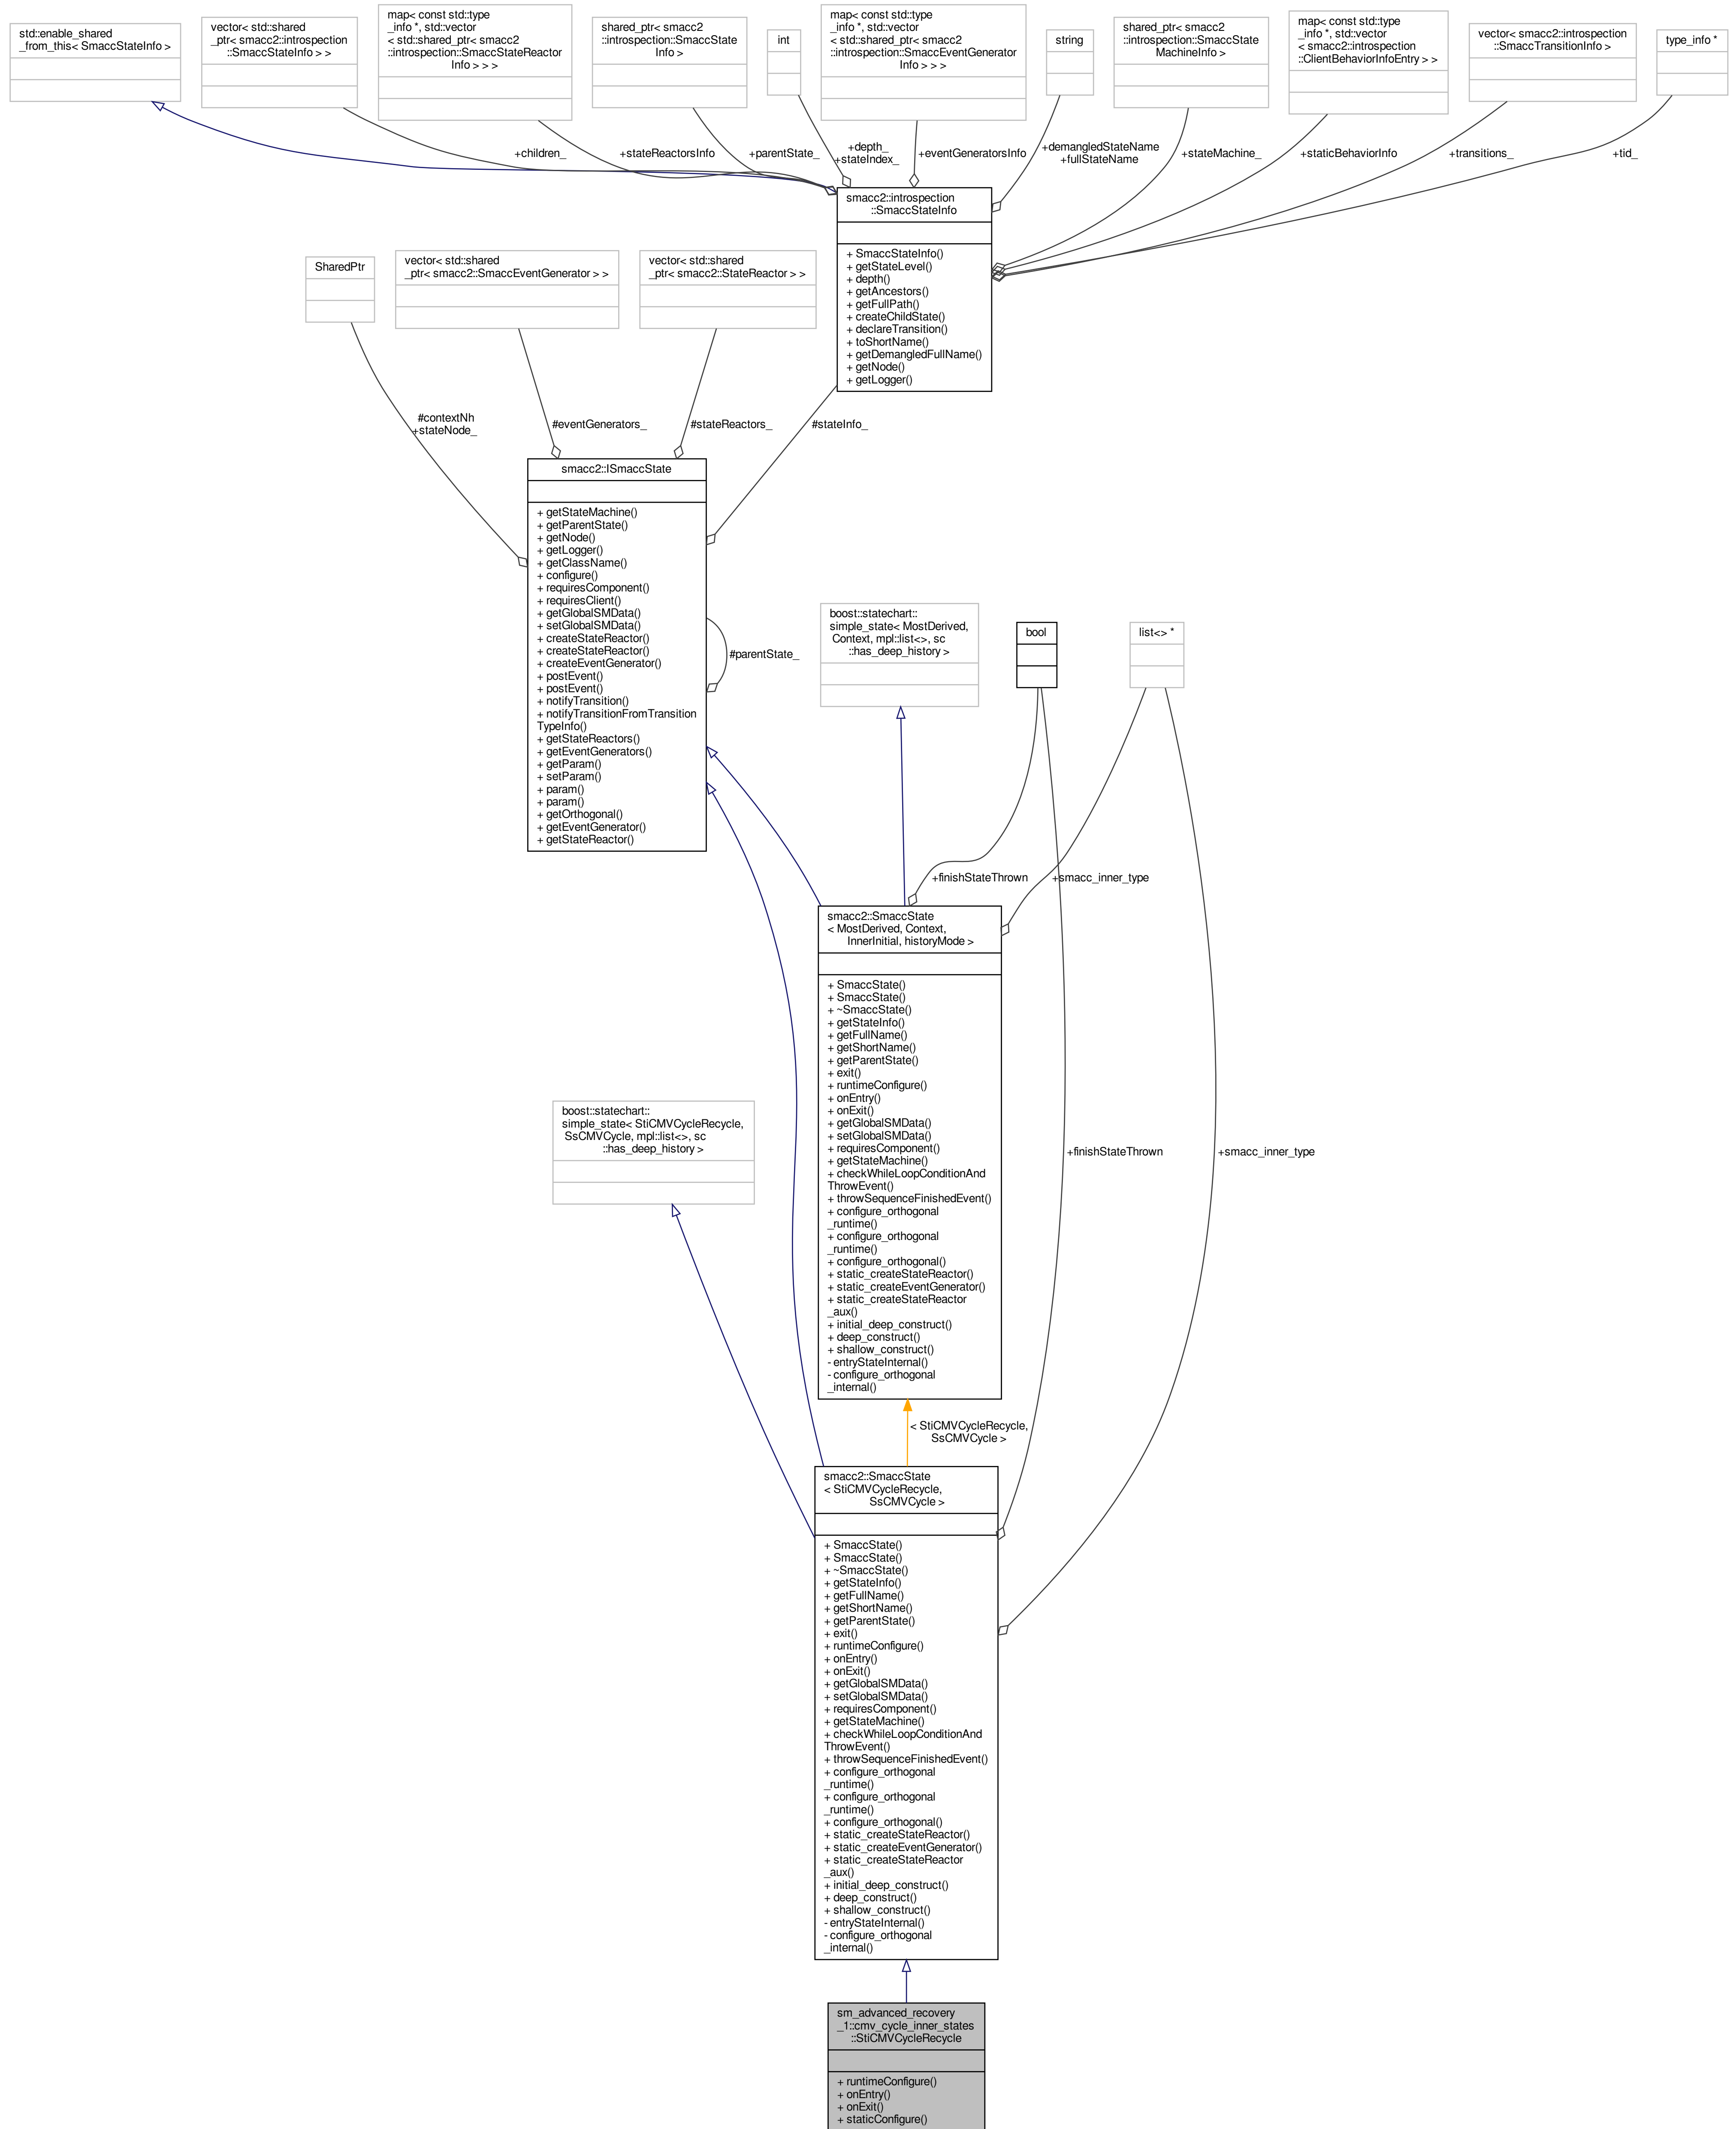 std::enable_shared
_from_this< SmaccStateInfo >
vector< std::shared
_ptr< smacc2::introspection
::SmaccStateInfo > >
map< const std::type
_info *, std::vector
< std::shared_ptr< smacc2
::introspection::SmaccStateReactor
Info > > >
shared_ptr< smacc2
::introspection::SmaccState
Info >
int
map< const std::type
_info *, std::vector
< std::shared_ptr< smacc2
::introspection::SmaccEventGenerator
Info > > >
string
shared_ptr< smacc2
::introspection::SmaccState
MachineInfo >
map< const std::type
_info *, std::vector
< smacc2::introspection
::ClientBehaviorInfoEntry > >
vector< smacc2::introspection
::SmaccTransitionInfo >
type_info *
+children_
+stateReactorsInfo
+parentState_
+depth_
+stateIndex_
+eventGeneratorsInfo
+demangledStateName
+fullStateName
+stateMachine_
+staticBehaviorInfo
+transitions_
+tid_
smacc2::introspection
::SmaccStateInfo
+ SmaccStateInfo()
+ getStateLevel()
+ depth()
+ getAncestors()
+ getFullPath()
+ createChildState()
+ declareTransition()
+ toShortName()
+ getDemangledFullName()
+ getNode()
+ getLogger()
SharedPtr
vector< std::shared
_ptr< smacc2::SmaccEventGenerator > >
vector< std::shared
_ptr< smacc2::StateReactor > >
#contextNh
+stateNode_
#eventGenerators_
#stateReactors_
#stateInfo_
smacc2::ISmaccState
+ getStateMachine()
+ getParentState()
+ getNode()
+ getLogger()
+ getClassName()
+ configure()
+ requiresComponent()
+ requiresClient()
+ getGlobalSMData()
+ setGlobalSMData()
+ createStateReactor()
+ createStateReactor()
+ createEventGenerator()
+ postEvent()
+ postEvent()
+ notifyTransition()
+ notifyTransitionFromTransition
TypeInfo()
+ getStateReactors()
+ getEventGenerators()
+ getParam()
+ setParam()
+ param()
+ param()
+ getOrthogonal()
+ getEventGenerator()
+ getStateReactor()
#parentState_
boost::statechart::
simple_state< MostDerived,
Context, mpl::list<>, sc
::has_deep_history >
bool
list<> *
+finishStateThrown
+smacc_inner_type
smacc2::SmaccState
< MostDerived, Context,
InnerInitial, historyMode >
+ SmaccState()
+ SmaccState()
+ ~SmaccState()
+ getStateInfo()
+ getFullName()
+ getShortName()
+ getParentState()
+ exit()
+ runtimeConfigure()
+ onEntry()
+ onExit()
+ getGlobalSMData()
+ setGlobalSMData()
+ requiresComponent()
+ getStateMachine()
+ checkWhileLoopConditionAnd
ThrowEvent()
+ throwSequenceFinishedEvent()
+ configure_orthogonal
_runtime()
+ configure_orthogonal
_runtime()
+ configure_orthogonal()
+ static_createStateReactor()
+ static_createEventGenerator()
+ static_createStateReactor
_aux()
+ initial_deep_construct()
+ deep_construct()
+ shallow_construct()
- entryStateInternal()
- configure_orthogonal
_internal()
boost::statechart::
simple_state< StiCMVCycleRecycle,
SsCMVCycle, mpl::list<>, sc
::has_deep_history >
+finishStateThrown
+smacc_inner_type
< StiCMVCycleRecycle,
SsCMVCycle >
smacc2::SmaccState
< StiCMVCycleRecycle,
SsCMVCycle >
+ SmaccState()
+ SmaccState()
+ ~SmaccState()
+ getStateInfo()
+ getFullName()
+ getShortName()
+ getParentState()
+ exit()
+ runtimeConfigure()
+ onEntry()
+ onExit()
+ getGlobalSMData()
+ setGlobalSMData()
+ requiresComponent()
+ getStateMachine()
+ checkWhileLoopConditionAnd
ThrowEvent()
+ throwSequenceFinishedEvent()
+ configure_orthogonal
_runtime()
+ configure_orthogonal
_runtime()
+ configure_orthogonal()
+ static_createStateReactor()
+ static_createEventGenerator()
+ static_createStateReactor
_aux()
+ initial_deep_construct()
+ deep_construct()
+ shallow_construct()
- entryStateInternal()
- configure_orthogonal
_internal()
sm_advanced_recovery
_1::cmv_cycle_inner_states
::StiCMVCycleRecycle
+ runtimeConfigure()
+ onEntry()
+ onExit()
+ staticConfigure()